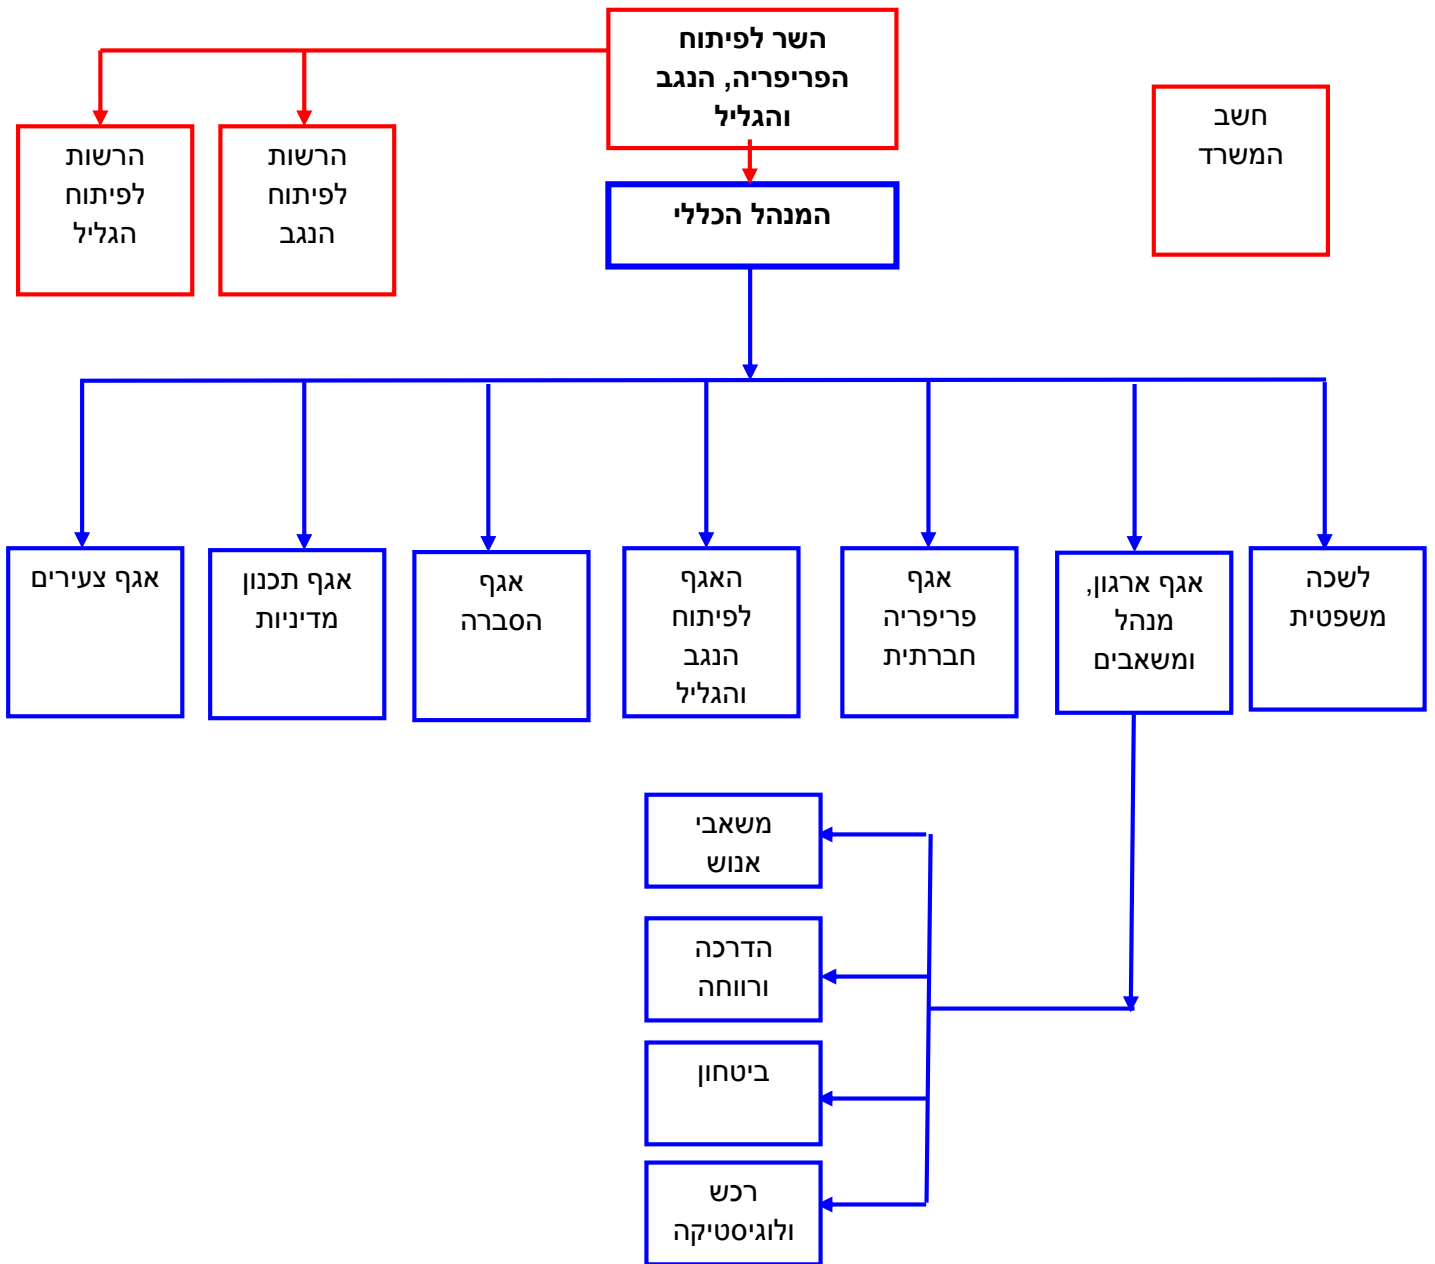 השר לפיתוח
הפריפריה, הנגב
והגליל
חשב
המשרד
הרשות
לפיתוח
הנגב
הרשות
לפיתוח
הגליל
המנהל הכללי
לשכה
משפטית
אגף ארגון,
מנהל
ומשאבים
אגף
פריפריה
חברתית
האגף
לפיתוח
הנגב
והגליל
אגף
הסברה
אגף תכנון
מדיניות
אגף צעירים
משאבי
אנוש
הדרכה
ורווחה
ביטחון
רכש
ולוגיסטיקה